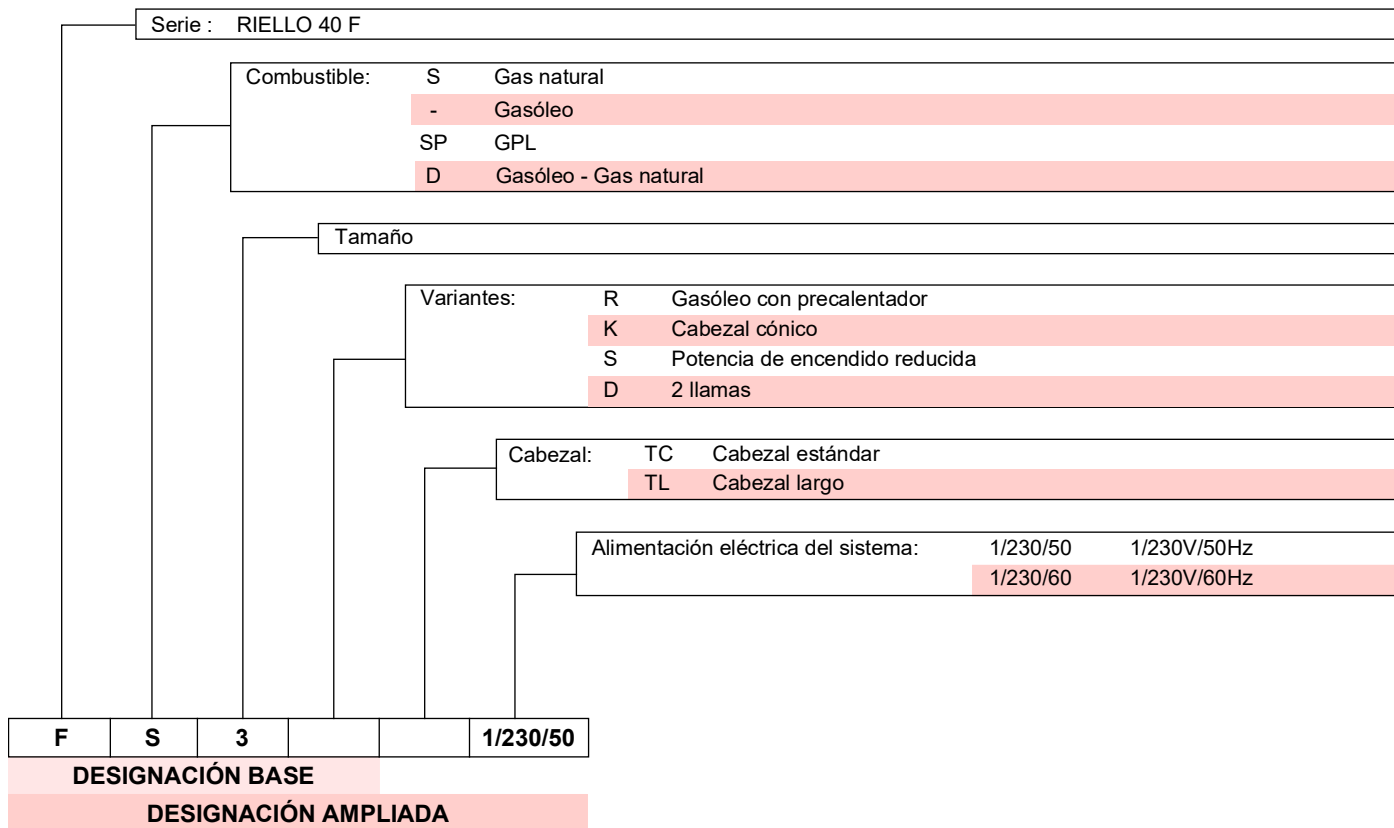 Serie : RIELLO 40 F
Combustible: S Gas natural
- Gasóleo
SP GPL
D Gasóleo - Gas natural
Tamaño
Variantes: R Gasóleo con precalentador
K Cabezal cónico
S Potencia de encendido reducida
D 2 llamas
Cabezal: TC Cabezal estándar
TL Cabezal largo
Alimentación eléctrica del sistema: 1/230/50 1/230V/50Hz
1/230/60 1/230V/60Hz
F S 3 1/230/50
DESIGNACIÓN BASE
DESIGNACIÓN AMPLIADA